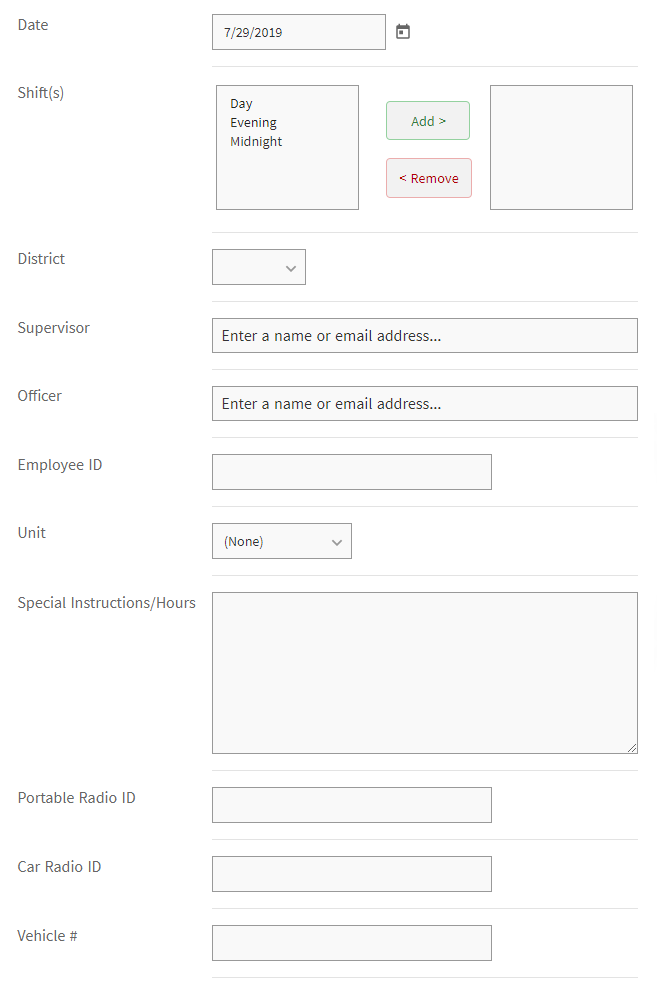 Date
7/29/2019
Shift(s)
Day
Evening
Midnight
Add >
< Remove
District
Supervisor
Enter a name or email address...
Officer
Enter a name or email address...
Employee ID
Unit
(None)
Special Instructions/Hours
Portable Radio ID
Car Radio ID
Vehicle #